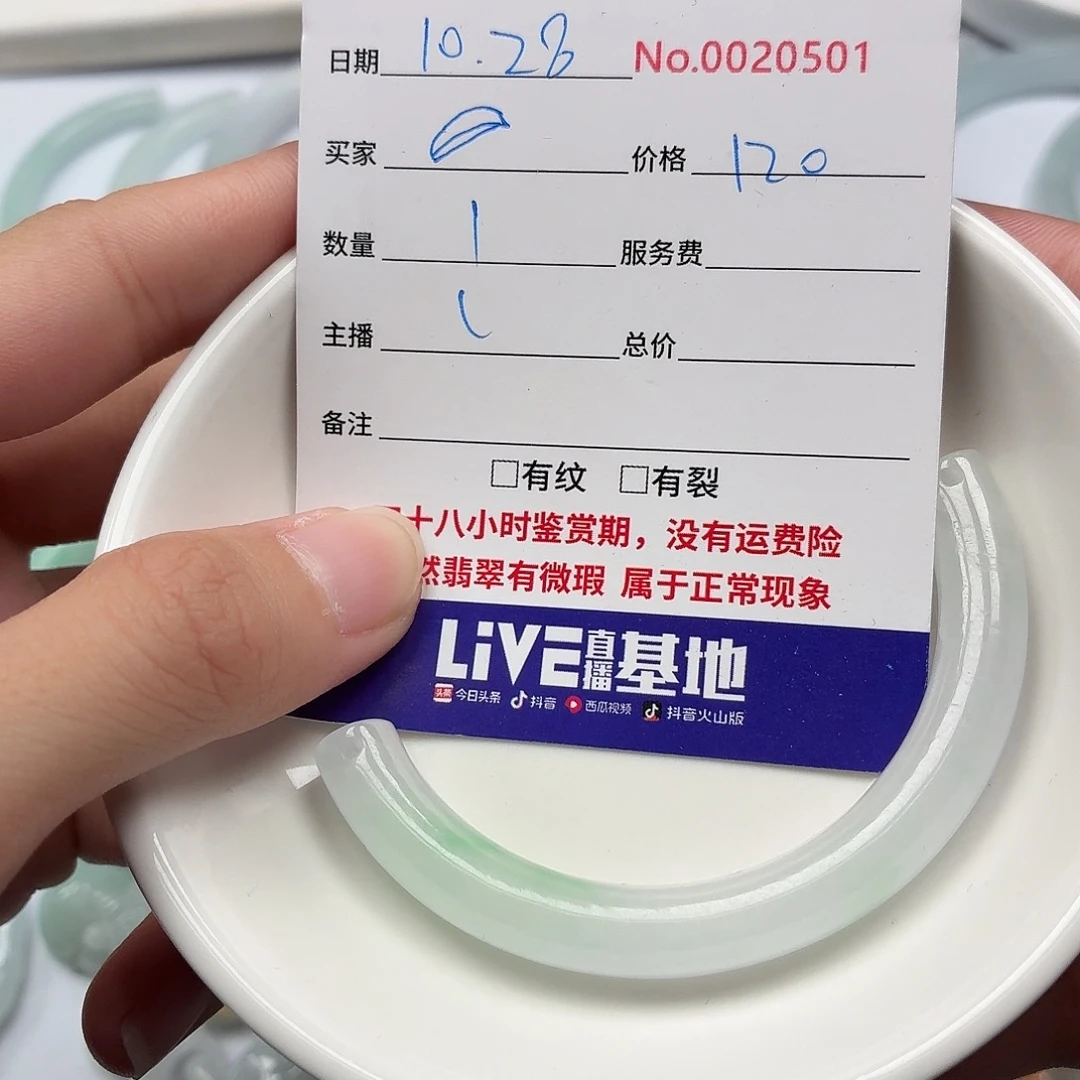 日期 10.28 No.0020501
买家 价格 120
数量 1 服务费
主播 总价
备注
□有纹 □有裂
十八小时鉴赏期，没有运费险
然翡翠有微瑕 属于正常现象
LiVE直播基地
头条 今日头条 抖音 西瓜视频 抖音火山版